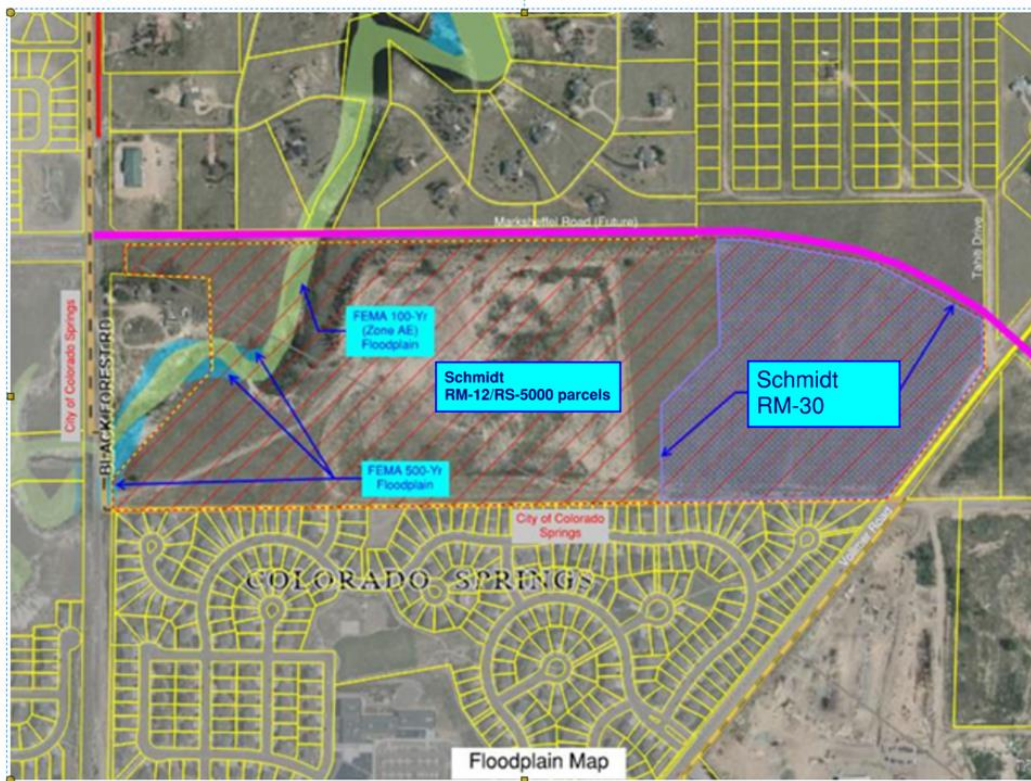 Marksheffel Road (Future)
Tahiti Drive
City of Colorado Springs
BLACK FOREST RD
FEMA 100-Yr
(Zone AE)
Floodplain
Schmidt
RM-12/RS-5000 parcels
Schmidt
RM-30
FEMA 500-Yr
Floodplain
City of Colorado
Springs
Vollmer Road
COLORADO SPRINGS
Floodplain Map